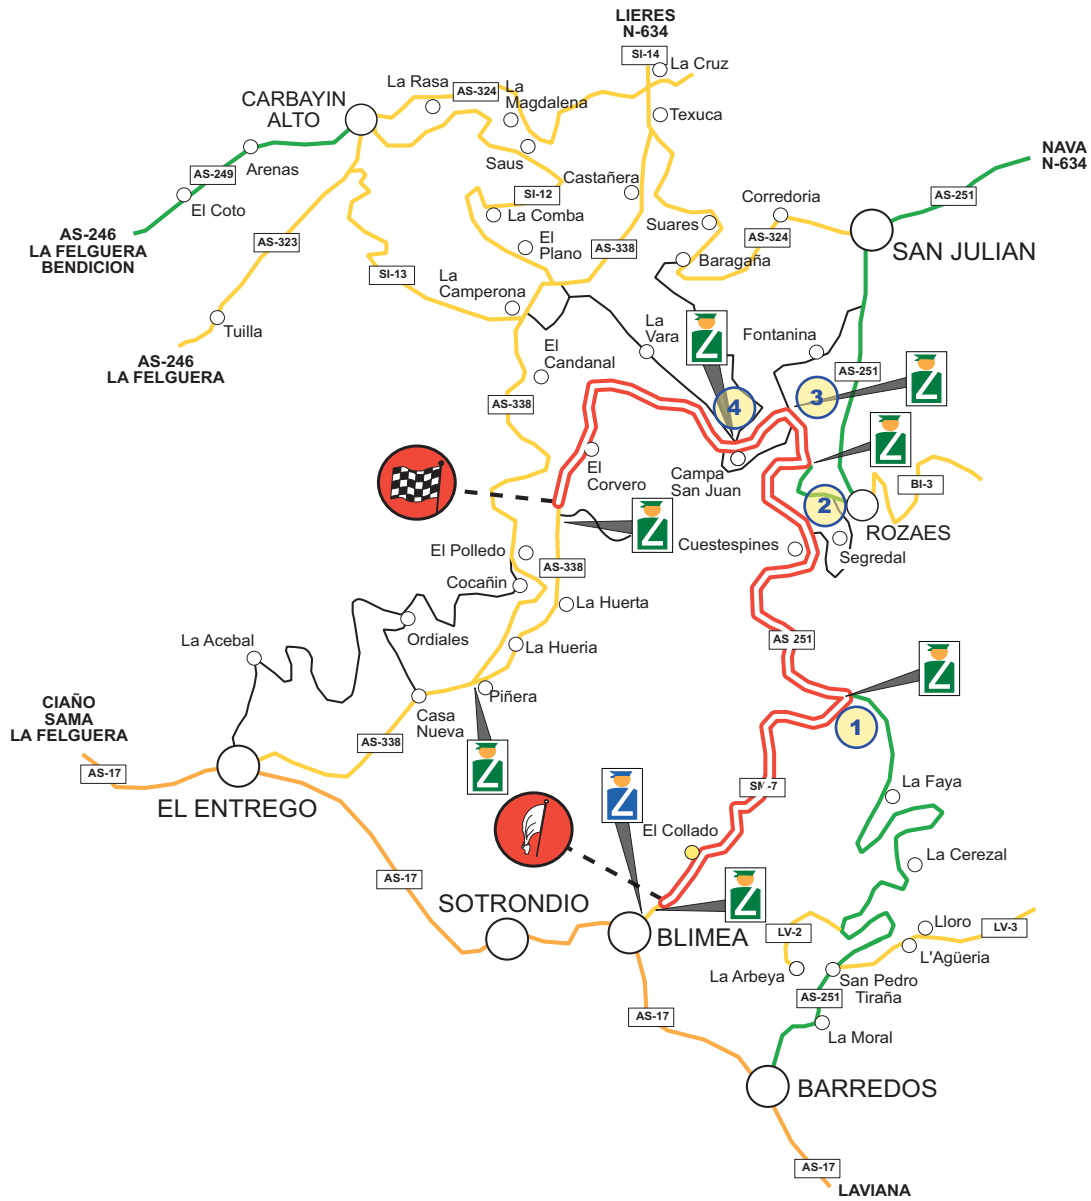 LIERES
N-634
SI-14
La Cruz
La Rasa
AS-324
La
Magdalena
CARBAYIN
ALTO
Texuca
NAVA
N-634
Arenas
Saus
AS-249
Castañera
AS-251
El Coto
SI-12
La Comba
Corredoria
Suares
AS-246
LA FELGUERA
BENDICION
AS-323
El
Plano
AS-338
AS-324
SAN JULIAN
Baragaña
SI-13
La
Camperona
Tuilla
La
Vara
Fontanina
AS-246
LA FELGUERA
El
Candanal
AS-251
AS-338
4
3
El
Corvero
Campa
San Juan
BI-3
2
ROZAES
El Polledo
Cuestespines
Segredal
AS-338
Cocañin
La Huerta
La Acebal
Ordiales
AS-251
La Hueria
CIAÑO
SAMA
LA FELGUERA
Piñera
Casa
Nueva
1
AS-338
AS-17
La Faya
SM-7
EL ENTREGO
El Collado
La Cerezal
AS-17
SOTRONDIO
BLIMEA
LV-2
Lloro
LV-3
L'Agüeria
La Arbeya
San Pedro
Tiraña
AS-251
AS-17
La Moral
BARREDOS
AS-17
LAVIANA